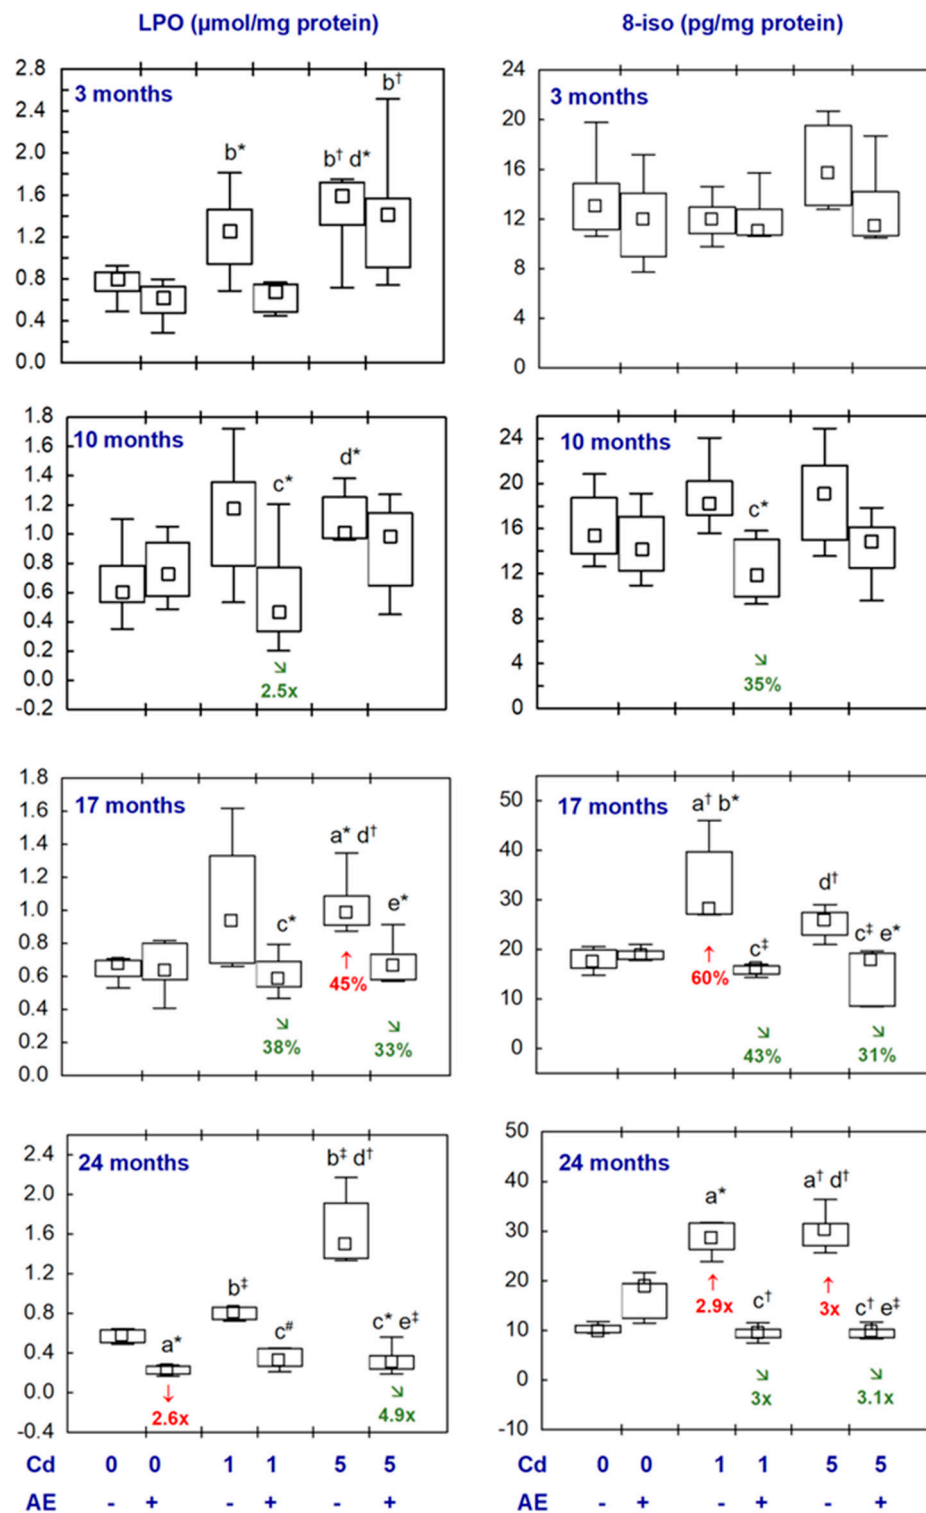 LPO (µmol/mg protein) 8-iso (pg/mg protein)
3 months
2.8
2.4
2.0
1.6
1.2
0.8
0.4
0.0
b*
b† d*
b†
3 months
24
20
16
12
8
4
0
10 months
1.8
1.6
1.4
1.2
1.0
0.8
0.6
0.4
0.2
0.0
-0.2
c*
d*
↘
2.5x
10 months
24
20
16
12
8
4
0
c*
↘
35%
17 months
1.8
1.6
1.4
1.2
1.0
0.8
0.6
0.4
0.2
0.0
a* d†
c*
e*
↑
45%
↘
38%
↘
33%
17 months
50
40
30
20
10
0
a† b*
d†
c‡
c‡ e*
↑
60%
↘
43%
↘
31%
24 months
2.4
2.0
1.6
1.2
0.8
0.4
0.0
-0.4
b‡ d†
b‡
a*
c#
c* e‡
↓
2.6x
↘
4.9x
24 months
50
40
30
20
10
0
-10
a*
a† d†
↑
2.9x
↑
3x
c†
c† e‡
↘
3x
↘
3.1x
Cd 0 0 1 1 5 5 0 0 1 1 5 5
AE - + - + - + - + - + - +